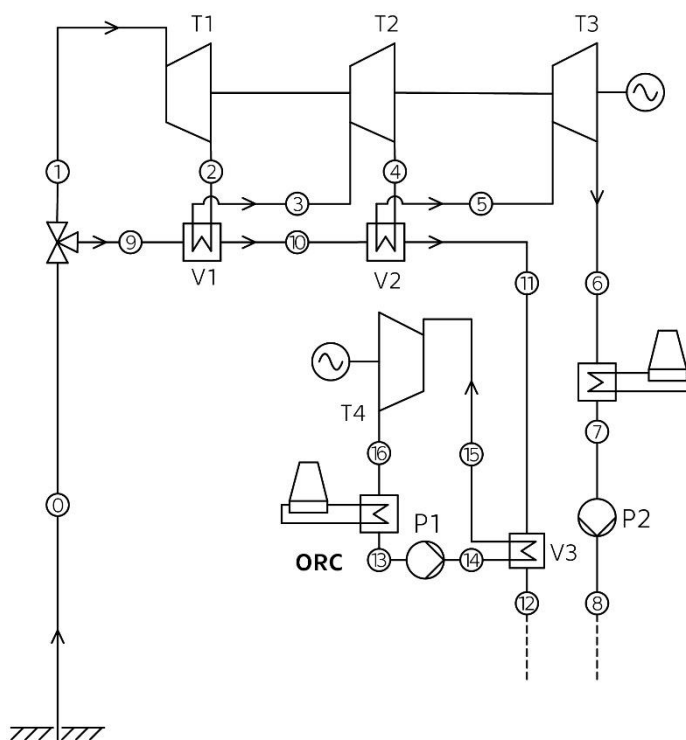 T1 T2 T3
① ② ④
③ ⑤
⑨ ⑩
V1 V2
⑪ ⑥
T4
⑦
⑯ ⑮
⓪ P1 P2
ORC ⑬ ⑭ V3
⑫ ⑧